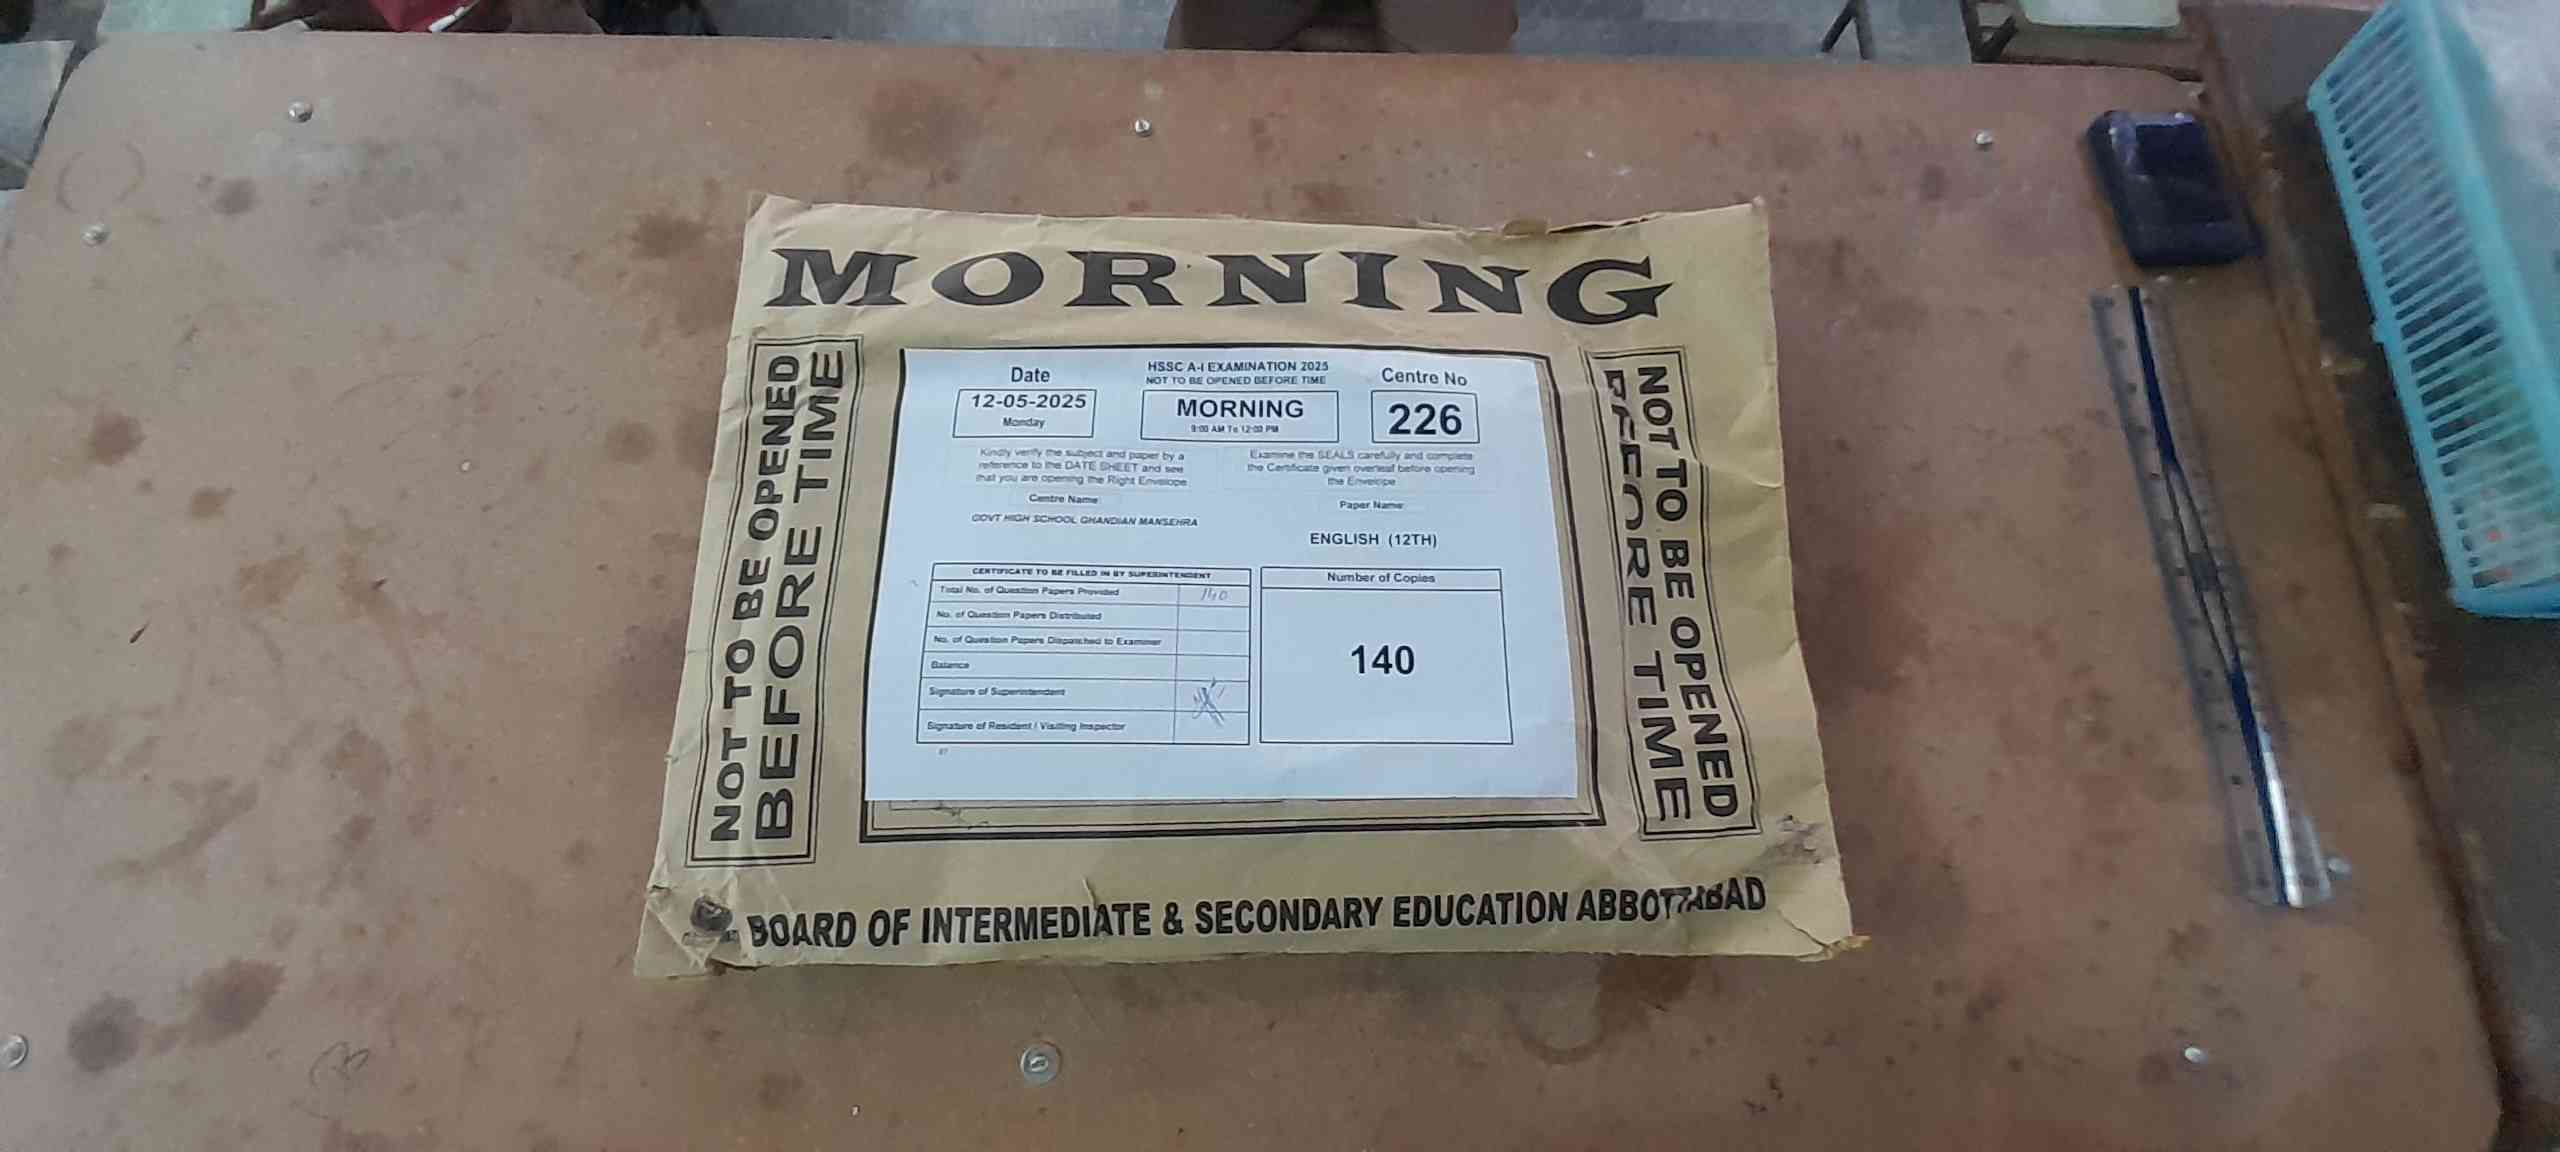 MORNING
NOT TO BE OPENED
BEFORE TIME
HSSC A-I EXAMINATION 2025
NOT TO BE OPENED BEFORE TIME
Date
12-05-2025
Monday
MORNING
9:00 AM To 12:00 PM
Centre No
226
Kindly verify the subject and paper by a
reference to the DATE SHEET and see
that you are opening the Right Envelope
Examine the SEALS carefully and complete
the Certificate given overleaf before opening
the Envelope
Centre Name
GOVT HIGH SCHOOL GHANDIAN MANSEHRA
Paper Name
ENGLISH (12TH)
CERTIFICATE TO BE FILLED IN BY SUPERINTENDENT
Total No. of Question Papers Provided 140
No. of Question Papers Distributed
No. of Question Papers Dispatched to Examiner
Balance
Signature of Superintendent
Signature of Resident / Visiting Inspector
Number of Copies
140
NOT TO BE OPENED
BEFORE TIME
BOARD OF INTERMEDIATE & SECONDARY EDUCATION ABBOTTABAD